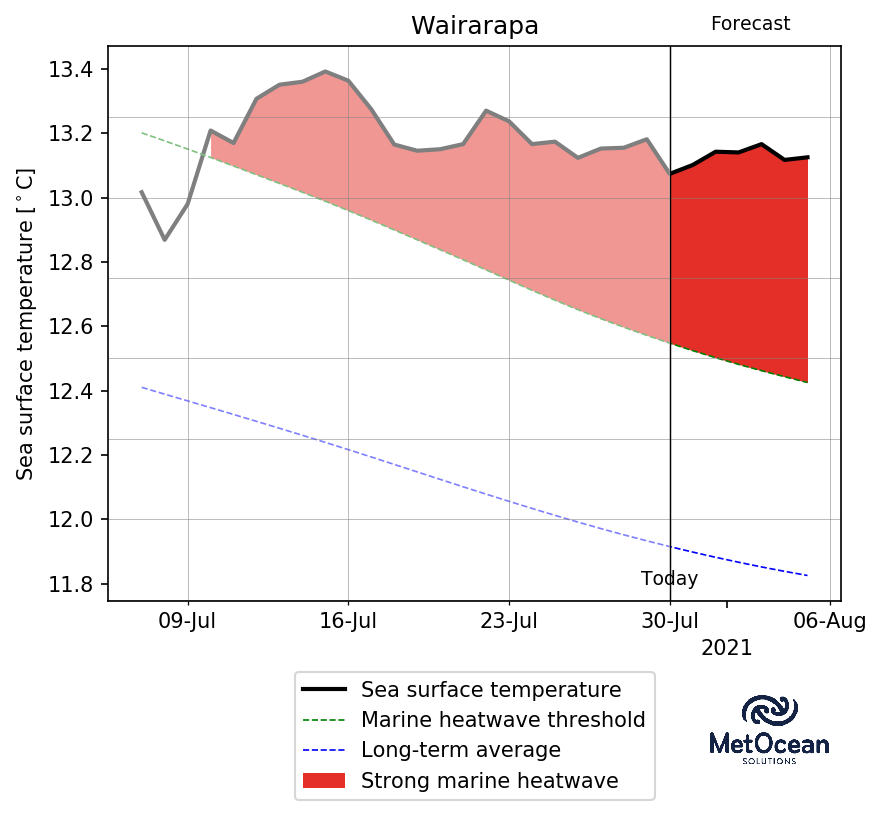 Wairarapa
Forecast
Sea surface temperature [°C]
13.4
13.2
13.0
12.8
12.6
12.4
12.2
12.0
11.8
Today
09-Jul
16-Jul
23-Jul
30-Jul
06-Aug
2021
Sea surface temperature
Marine heatwave threshold
Long-term average
Strong marine heatwave
MetOcean
SOLUTIONS